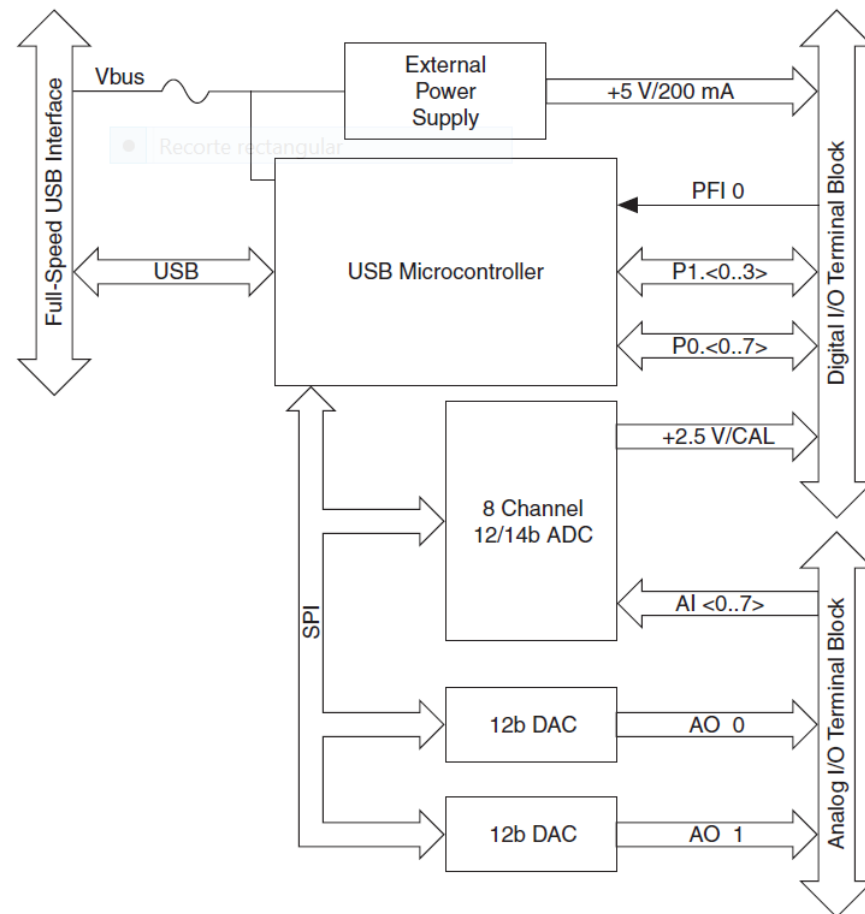 Full-Speed USB Interface
Vbus
External
Power
Supply
+5 V/200 mA
Recorte rectangular
Digital I/O Terminal Block
PFI 0
USB
USB Microcontroller
P1.<0..3>
P0.<0..7>
+2.5 V/CAL
8 Channel
12/14b ADC
SPI
AI <0..7>
Analog I/O Terminal Block
12b DAC
AO 0
12b DAC
AO 1